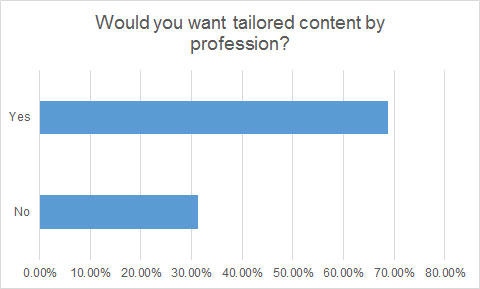 Would you want tailored content by
profession?
Yes
No
0.00% 10.00% 20.00% 30.00% 40.00% 50.00% 60.00% 70.00% 80.00%